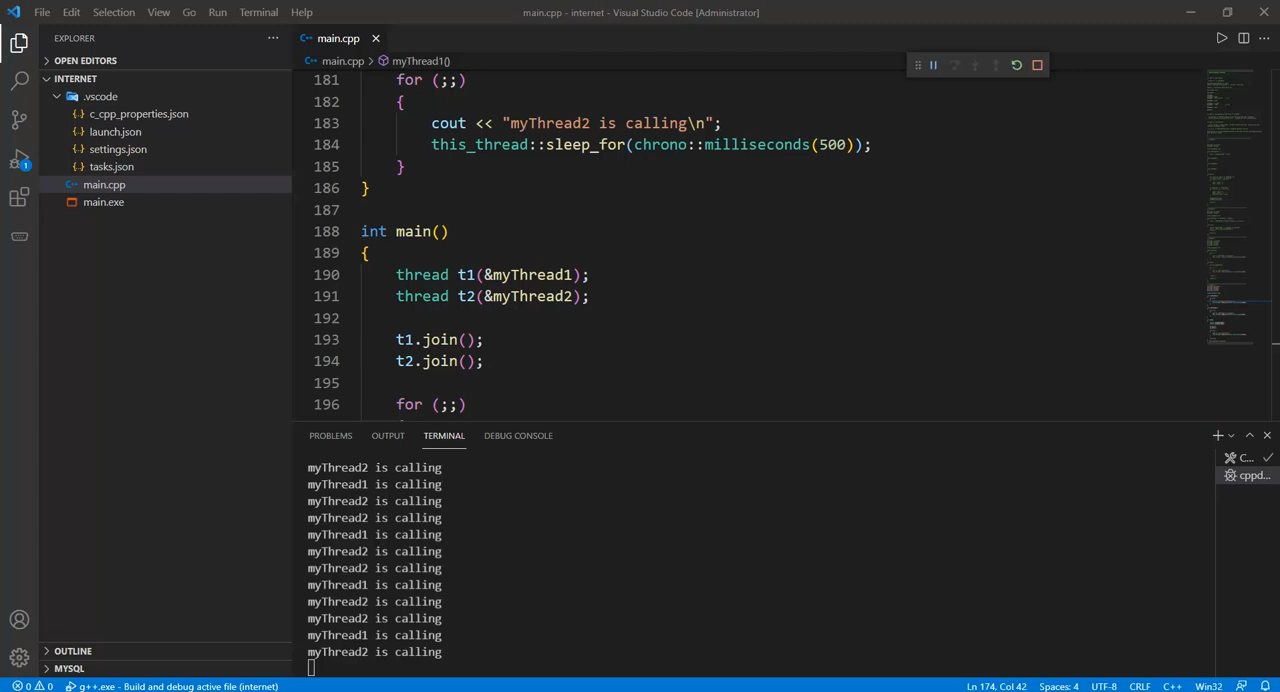 File Edit Selection View Go Run Terminal Help
main.cpp - internet - Visual Studio Code [Administrator]
EXPLORER
OPEN EDITORS
INTERNET
.vscode
c_cpp_properties.json
launch.json
settings.json
tasks.json
main.cpp
main.exe
OUTLINE
MYSQL
1
main.cpp
main.cpp > myThread1()
181 for (;;)
182 {
183 cout << "myThread2 is calling\n";
184 this_thread::sleep_for(chrono::milliseconds(500));
185 }
186 }
187
188 int main()
189 {
190 thread t1(&myThread1);
191 thread t2(&myThread2);
192
193 t1.join();
194 t2.join();
195
196 for (;;)
PROBLEMS OUTPUT TERMINAL DEBUG CONSOLE
C...
cppd...
myThread2 is calling
myThread1 is calling
myThread2 is calling
myThread2 is calling
myThread1 is calling
myThread2 is calling
myThread2 is calling
myThread1 is calling
myThread2 is calling
myThread2 is calling
myThread1 is calling
myThread2 is calling
0 0 g++.exe - Build and debug active file (internet)
Ln 174, Col 42 Spaces: 4 UTF-8 CRLF C++ Win32